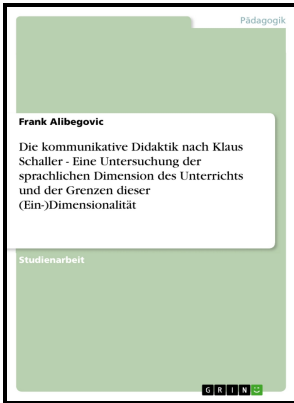 Pädagogik
Frank Alibegovic
Die kommunikative Didaktik nach Klaus
Schaller - Eine Untersuchung der
sprachlichen Dimension des Unterrichts
und der Grenzen dieser
(Ein-)Dimensionalität
Studienarbeit
GRIN